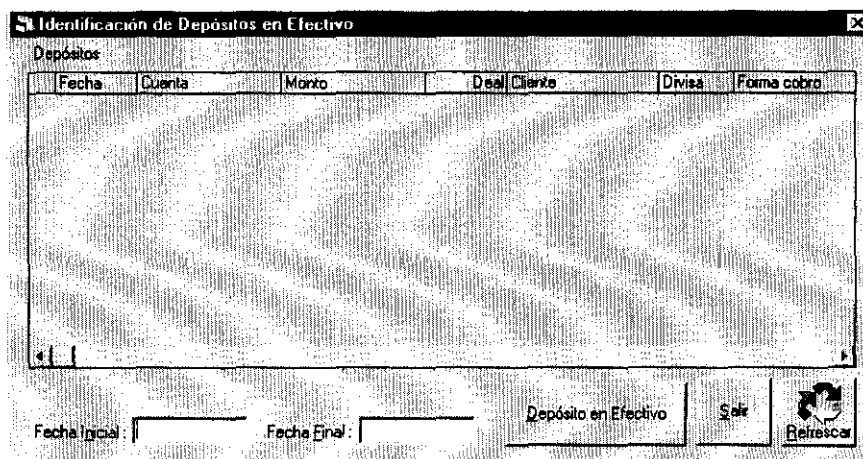 Identificación de Depósitos en Efectivo
Depósitos
Fecha Cuenta Monto Deal Cliente Divisa Forma cobro
Fecha Inicial: Fecha Final: Depósito en Efectivo Salir Refrescar